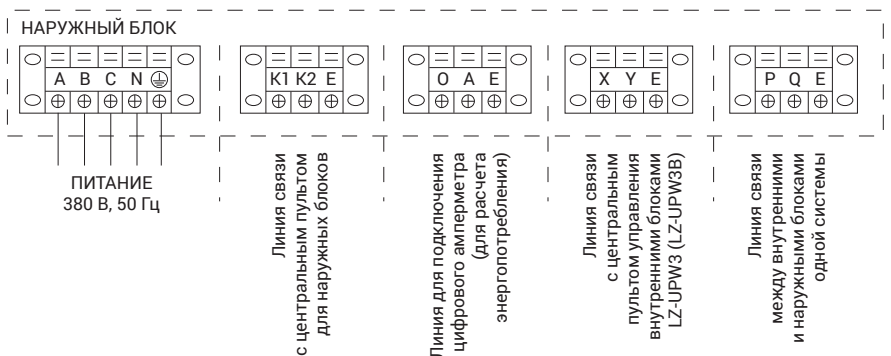 НАРУЖНЫЙ БЛОК
A B C N
K1 K2 E
O A E
X Y E
P Q E
ПИТАНИЕ
380 В, 50 Гц
Линия связи
с центральным пультом
для наружных блоков
Линия для подключения
цифрового амперметра
(для расчета
энергопотребления)
Линия связи
с центральным
пультом управления
внутренними блоками
LZ-UPW3 (LZ-UPW3B)
Линия связи
между внутренними
и наружными блоками
одной системы